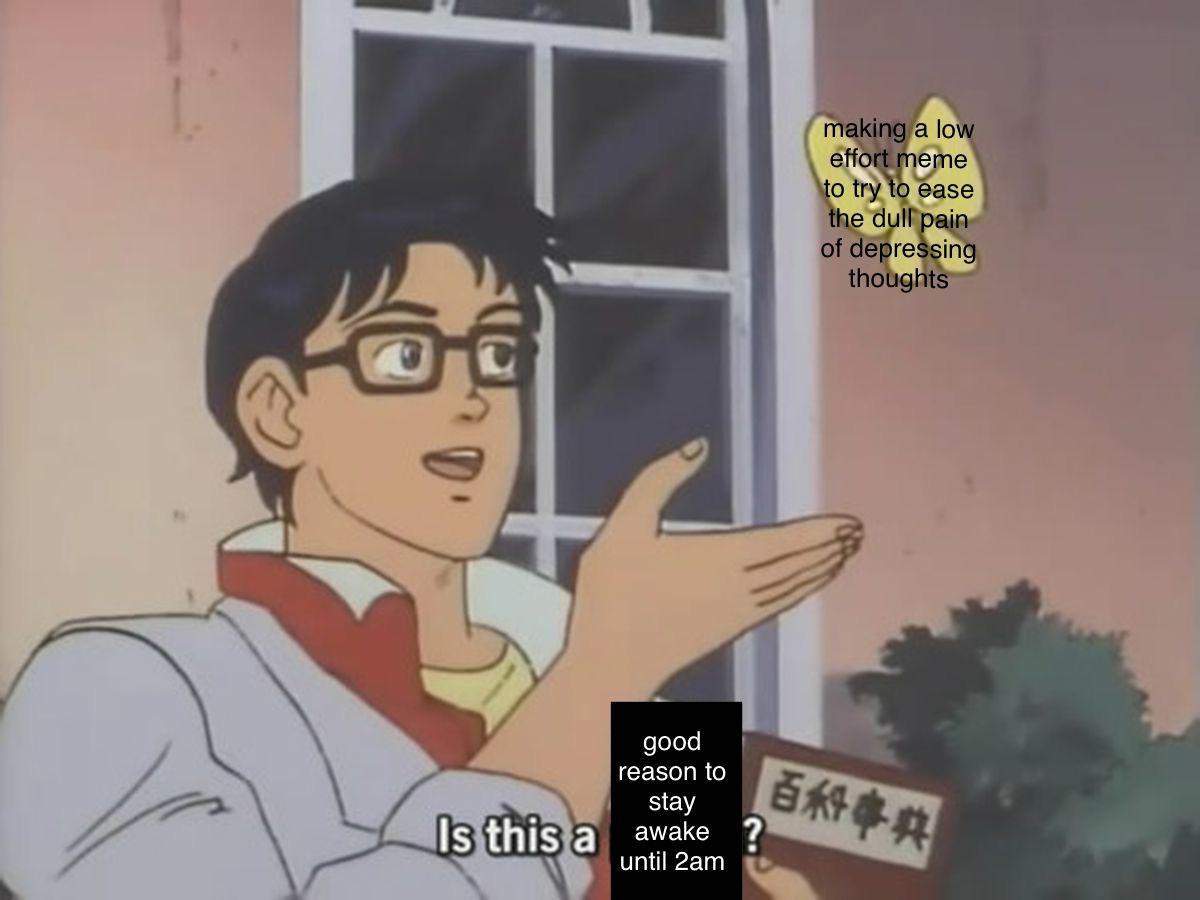 making a low
effort meme
to try to ease
the dull pain
of depressing
thoughts
good
reason to
stay
awake
until 2am
Is this a ?
百科事典